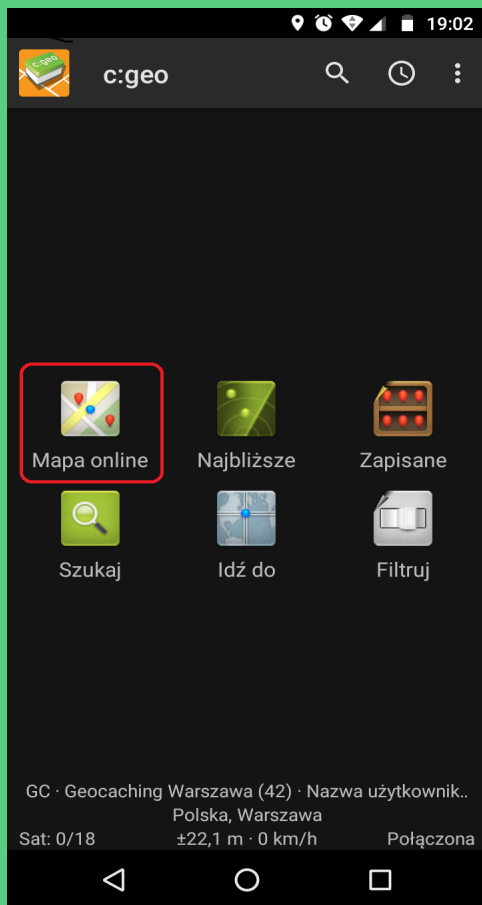 19:02
c:geo c:geo
Mapa online Najbliższe Zapisane
Szukaj Idź do Filtruj
GC · Geocaching Warszawa (42) · Nazwa użytkownik..
Polska, Warszawa
Sat: 0/18 ±22,1 m · 0 km/h Połączona